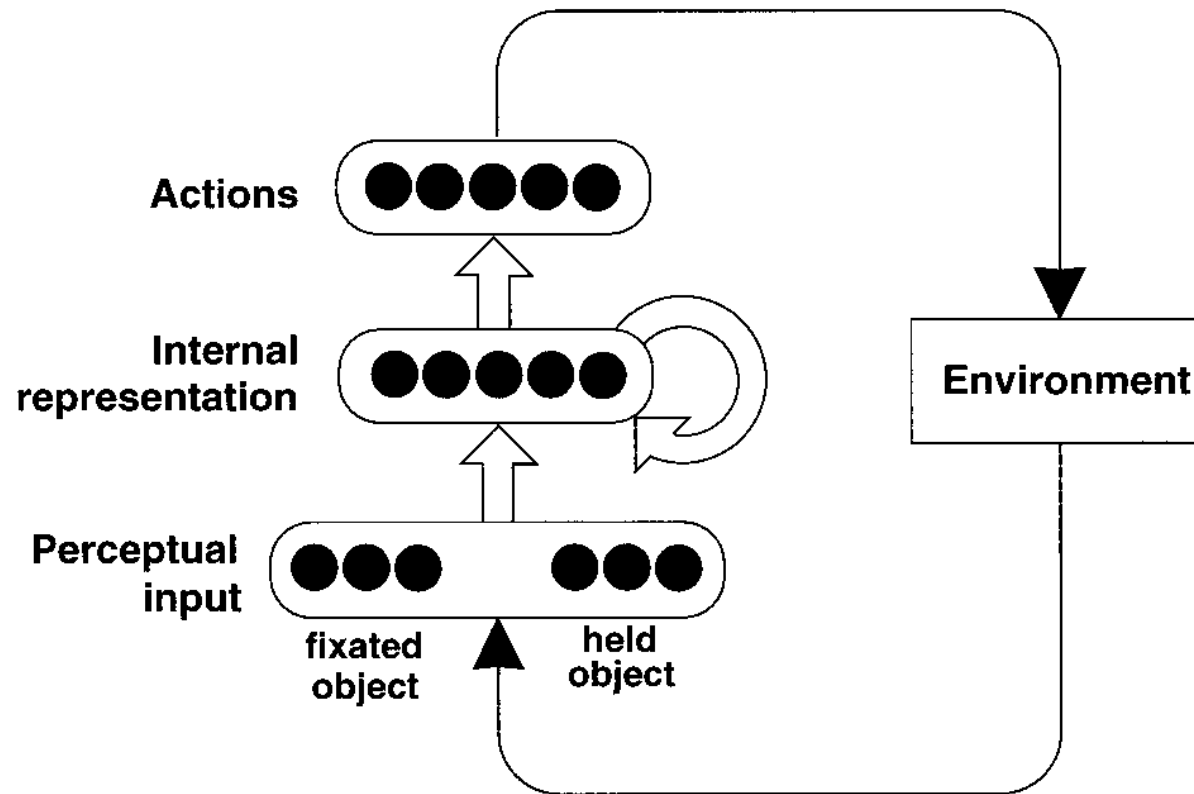 Actions
Internal
representation
Environment
Perceptual
input
fixated
object
held
object